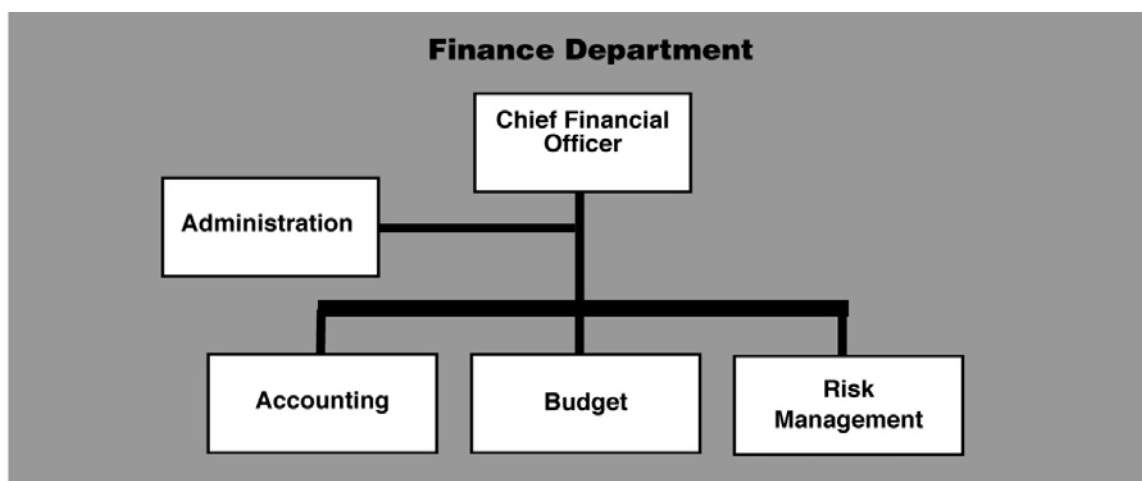 Finance Department
Chief Financial
Officer
Administration
Accounting
Budget
Risk
Management